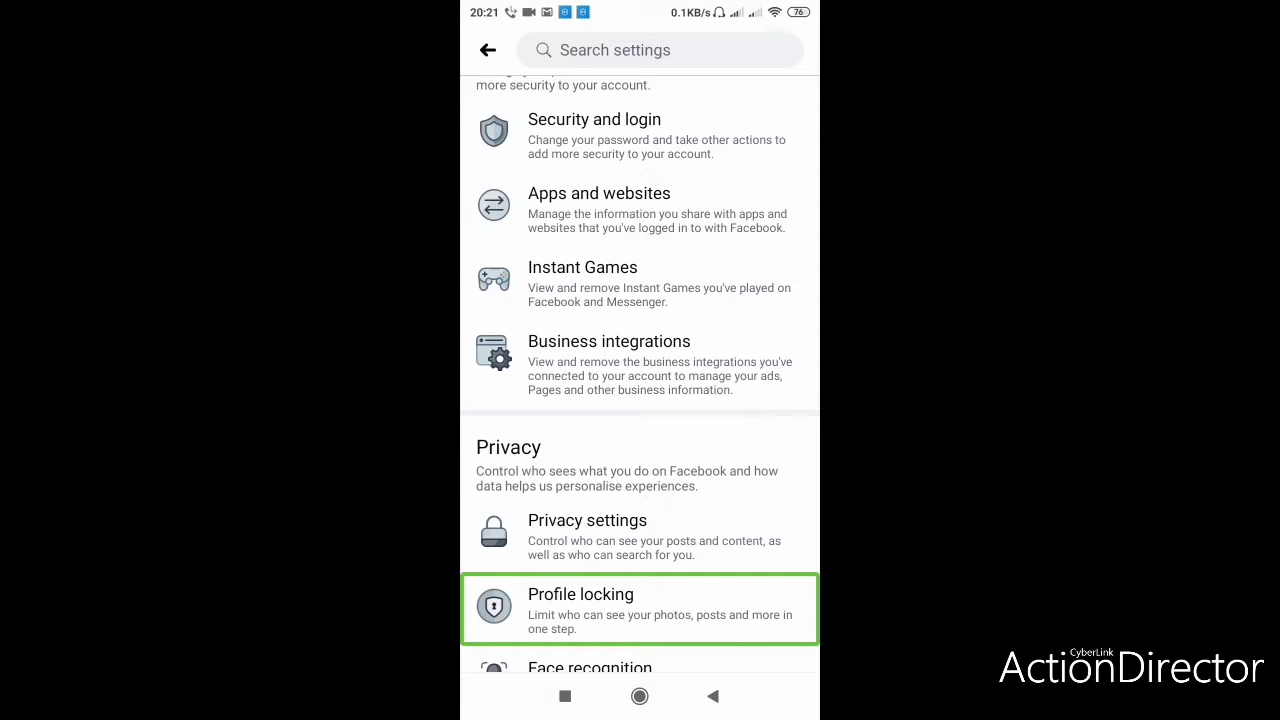 20:21
0.1KB/s
76
Search settings
more security to your account.
Security and login
Change your password and take other actions to
add more security to your account.
Apps and websites
Manage the information you share with apps and
websites that you've logged in to with Facebook.
Instant Games
View and remove Instant Games you've played on
Facebook and Messenger.
Business integrations
View and remove the business integrations you've
connected to your account to manage your ads,
Pages and other business information.
Privacy
Control who sees what you do on Facebook and how
data helps us personalise experiences.
Privacy settings
Control who can see your posts and content, as
well as who can search for you.
Profile locking
Limit who can see your photos, posts and more in
one step.
Face recognition
CyberLink
ActionDirector